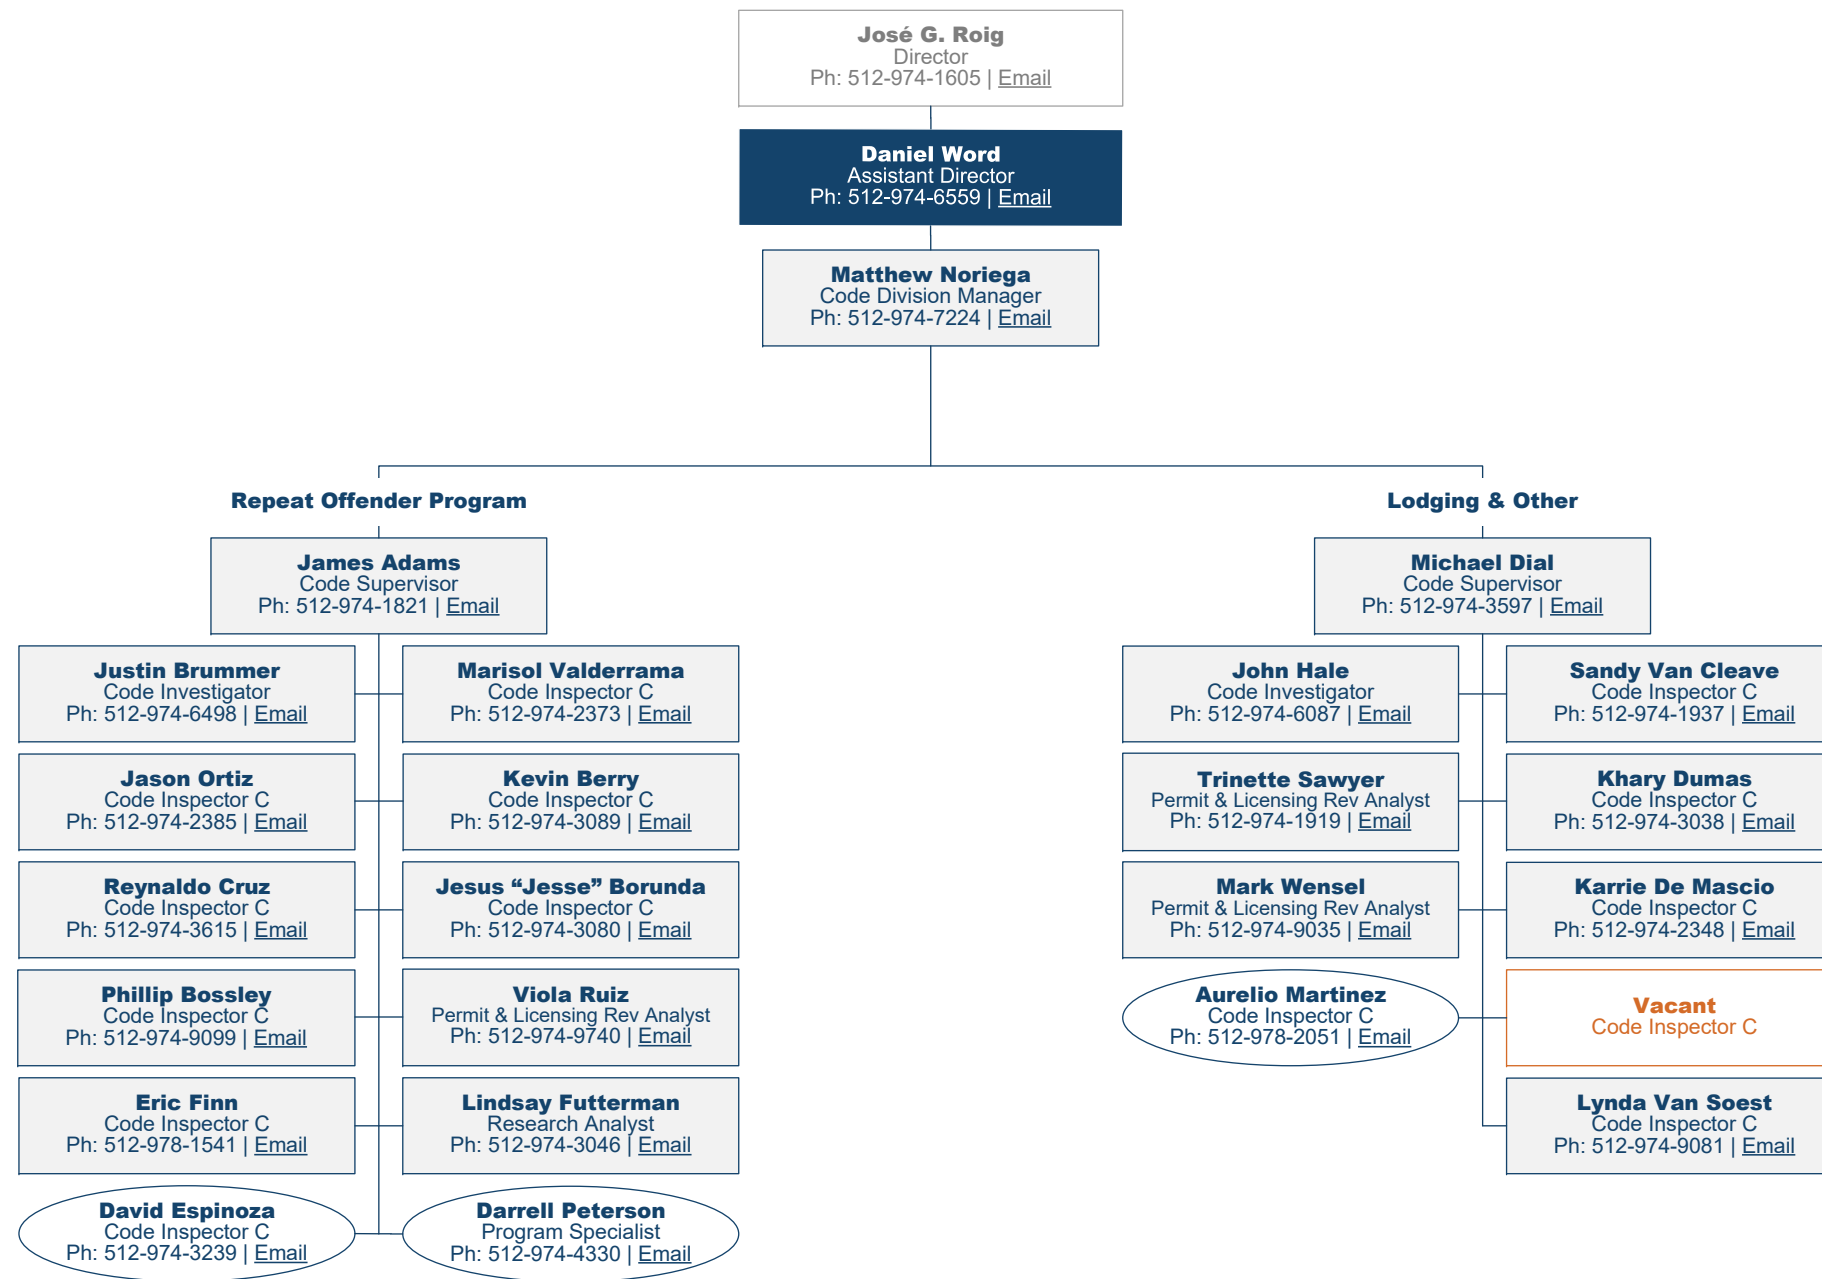 José G. Roig
Director
Ph: 512-974-1605 | Email
Daniel Word
Assistant Director
Ph: 512-974-6559 | Email
Matthew Noriega
Code Division Manager
Ph: 512-974-7224 | Email
Repeat Offender Program
James Adams
Code Supervisor
Ph: 512-974-1821 | Email
Justin Brummer
Code Investigator
Ph: 512-974-6498 | Email
Marisol Valderrama
Code Inspector C
Ph: 512-974-2373 | Email
Jason Ortiz
Code Inspector C
Ph: 512-974-2385 | Email
Kevin Berry
Code Inspector C
Ph: 512-974-3089 | Email
Reynaldo Cruz
Code Inspector C
Ph: 512-974-3615 | Email
Jesus “Jesse” Borunda
Code Inspector C
Ph: 512-974-3080 | Email
Phillip Bossley
Code Inspector C
Ph: 512-974-9099 | Email
Viola Ruiz
Permit & Licensing Rev Analyst
Ph: 512-974-9740 | Email
Eric Finn
Code Inspector C
Ph: 512-978-1541 | Email
Lindsay Futterman
Research Analyst
Ph: 512-974-3046 | Email
David Espinoza
Code Inspector C
Ph: 512-974-3239 | Email
Darrell Peterson
Program Specialist
Ph: 512-974-4330 | Email
Lodging & Other
Michael Dial
Code Supervisor
Ph: 512-974-3597 | Email
John Hale
Code Investigator
Ph: 512-974-6087 | Email
Sandy Van Cleave
Code Inspector C
Ph: 512-974-1937 | Email
Trinette Sawyer
Permit & Licensing Rev Analyst
Ph: 512-974-1919 | Email
Khary Dumas
Code Inspector C
Ph: 512-974-3038 | Email
Mark Wensel
Permit & Licensing Rev Analyst
Ph: 512-974-9035 | Email
Karrie De Mascio
Code Inspector C
Ph: 512-974-2348 | Email
Aurelio Martinez
Code Inspector C
Ph: 512-978-2051 | Email
Vacant
Code Inspector C
Lynda Van Soest
Code Inspector C
Ph: 512-974-9081 | Email